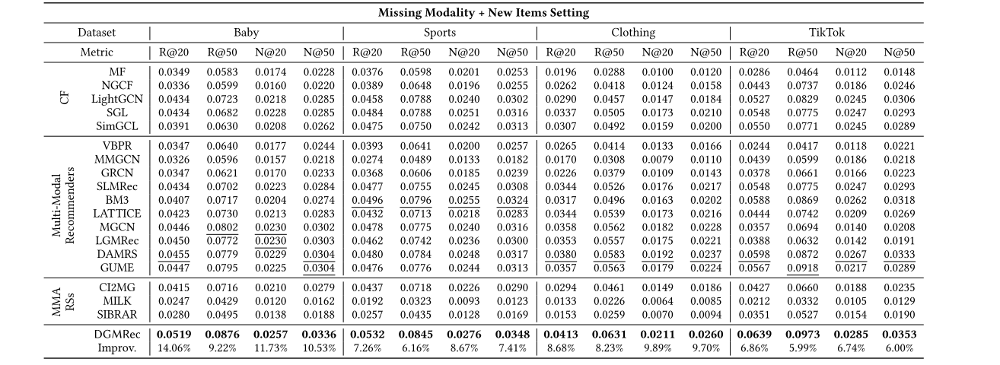 Missing Modality + New Items Setting
Dataset Baby Sports Clothing TikTok
Metric R@20 R@50 N@20 N@50 R@20 R@50 N@20 N@50 R@20 R@50 N@20 N@50 R@20 R@50 N@20 N@50
CF
MF 0.0349 0.0583 0.0174 0.0228 0.0376 0.0598 0.0201 0.0253 0.0196 0.0288 0.0100 0.0120 0.0286 0.0464 0.0112 0.0148
NGCF 0.0336 0.0599 0.0160 0.0220 0.0389 0.0648 0.0196 0.0255 0.0262 0.0418 0.0124 0.0158 0.0443 0.0737 0.0186 0.0246
LightGCN 0.0434 0.0723 0.0218 0.0285 0.0458 0.0788 0.0240 0.0302 0.0290 0.0457 0.0147 0.0184 0.0527 0.0829 0.0245 0.0306
SGL 0.0434 0.0682 0.0228 0.0285 0.0484 0.0788 0.0251 0.0316 0.0337 0.0505 0.0173 0.0210 0.0548 0.0775 0.0247 0.0293
SimGCL 0.0391 0.0630 0.0208 0.0262 0.0475 0.0750 0.0242 0.0313 0.0307 0.0492 0.0159 0.0200 0.0550 0.0771 0.0245 0.0289
Multi-Modal
Recommenders
VBPR 0.0347 0.0640 0.0177 0.0244 0.0393 0.0641 0.0200 0.0257 0.0265 0.0414 0.0133 0.0166 0.0244 0.0417 0.0118 0.0221
MMGCN 0.0326 0.0596 0.0157 0.0218 0.0274 0.0489 0.0133 0.0182 0.0170 0.0308 0.0079 0.0110 0.0439 0.0599 0.0186 0.0218
GRCN 0.0347 0.0621 0.0170 0.0233 0.0368 0.0606 0.0185 0.0239 0.0226 0.0379 0.0109 0.0143 0.0378 0.0661 0.0166 0.0223
SLMRec 0.0434 0.0702 0.0223 0.0284 0.0477 0.0755 0.0245 0.0308 0.0344 0.0526 0.0176 0.0217 0.0548 0.0775 0.0247 0.0293
BM3 0.0407 0.0717 0.0204 0.0274 0.0496 0.0796 0.0255 0.0324 0.0317 0.0496 0.0163 0.0202 0.0588 0.0869 0.0262 0.0318
LATTICE 0.0423 0.0730 0.0213 0.0283 0.0432 0.0713 0.0218 0.0283 0.0344 0.0539 0.0173 0.0216 0.0444 0.0742 0.0209 0.0269
MGCN 0.0446 0.0802 0.0230 0.0302 0.0478 0.0775 0.0240 0.0316 0.0358 0.0562 0.0182 0.0228 0.0357 0.0694 0.0140 0.0208
LGMRec 0.0450 0.0772 0.0230 0.0303 0.0462 0.0742 0.0236 0.0300 0.0353 0.0557 0.0175 0.0221 0.0388 0.0632 0.0142 0.0191
DAMRS 0.0455 0.0779 0.0229 0.0304 0.0480 0.0784 0.0248 0.0317 0.0380 0.0583 0.0192 0.0237 0.0598 0.0872 0.0267 0.0333
GUME 0.0447 0.0795 0.0225 0.0304 0.0476 0.0776 0.0244 0.0313 0.0357 0.0563 0.0179 0.0224 0.0567 0.0918 0.0217 0.0289
MMA
RSs
CI2MG 0.0415 0.0716 0.0210 0.0279 0.0437 0.0718 0.0226 0.0290 0.0294 0.0461 0.0149 0.0186 0.0427 0.0660 0.0188 0.0235
MILK 0.0247 0.0429 0.0120 0.0162 0.0192 0.0323 0.0093 0.0123 0.0133 0.0226 0.0064 0.0085 0.0212 0.0332 0.0105 0.0129
SIBRAR 0.0280 0.0495 0.0138 0.0188 0.0257 0.0435 0.0128 0.0169 0.0153 0.0259 0.0070 0.0094 0.0351 0.0527 0.0154 0.0190
DGMRec 0.0519 0.0876 0.0257 0.0336 0.0532 0.0845 0.0276 0.0348 0.0413 0.0631 0.0211 0.0260 0.0639 0.0973 0.0285 0.0353
Improv. 14.06% 9.22% 11.73% 10.53% 7.26% 6.16% 8.67% 7.41% 8.68% 8.23% 9.89% 9.70% 6.86% 5.99% 6.74% 6.00%